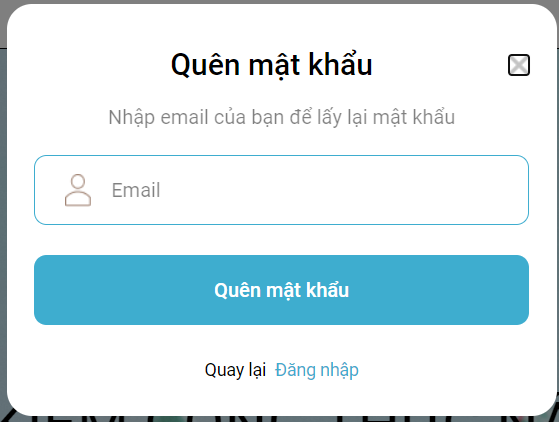 Quên mật khẩu
Nhập email của bạn để lấy lại mật khẩu
Email
Quên mật khẩu
Quay lại Đăng nhập